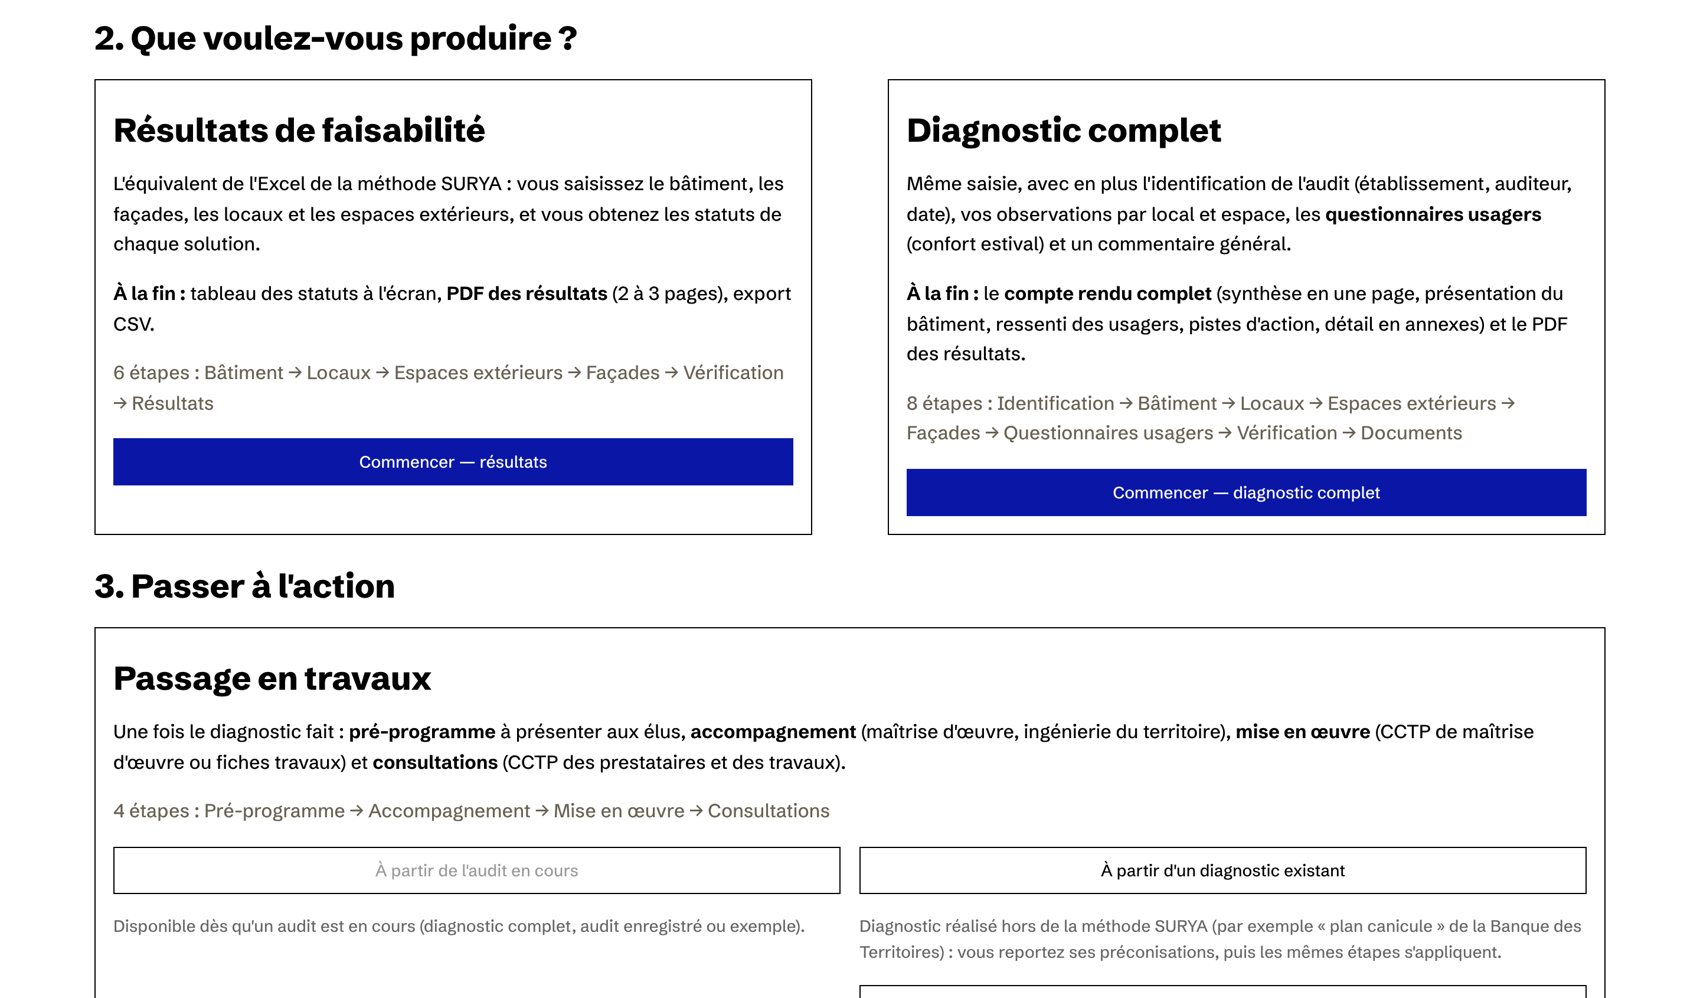 2. Que voulez-vous produire ?
Résultats de faisabilité
L'équivalent de l'Excel de la méthode SURYA : vous saisissez le bâtiment, les
façades, les locaux et les espaces extérieurs, et vous obtenez les statuts de
chaque solution.
À la fin : tableau des statuts à l'écran, PDF des résultats (2 à 3 pages), export
CSV.
6 étapes : Bâtiment → Locaux → Espaces extérieurs → Façades → Vérification
→ Résultats
Commencer — résultats
Diagnostic complet
Même saisie, avec en plus l'identification de l'audit (établissement, auditeur,
date), vos observations par local et espace, les questionnaires usagers
(confort estival) et un commentaire général.
À la fin : le compte rendu complet (synthèse en une page, présentation du
bâtiment, ressenti des usagers, pistes d'action, détail en annexes) et le PDF
des résultats.
8 étapes : Identification → Bâtiment → Locaux → Espaces extérieurs →
Façades → Questionnaires usagers → Vérification → Documents
Commencer — diagnostic complet
3. Passer à l'action
Passage en travaux
Une fois le diagnostic fait : pré-programme à présenter aux élus, accompagnement (maîtrise d'œuvre, ingénierie du territoire), mise en œuvre (CCTP de maîtrise
d'œuvre ou fiches travaux) et consultations (CCTP des prestataires et des travaux).
4 étapes : Pré-programme → Accompagnement → Mise en œuvre → Consultations
À partir de l'audit en cours
Disponible dès qu'un audit est en cours (diagnostic complet, audit enregistré ou exemple).
À partir d'un diagnostic existant
Diagnostic réalisé hors de la méthode SURYA (par exemple « plan canicule » de la Banque des
Territoires) : vous reportez ses préconisations, puis les mêmes étapes s'appliquent.